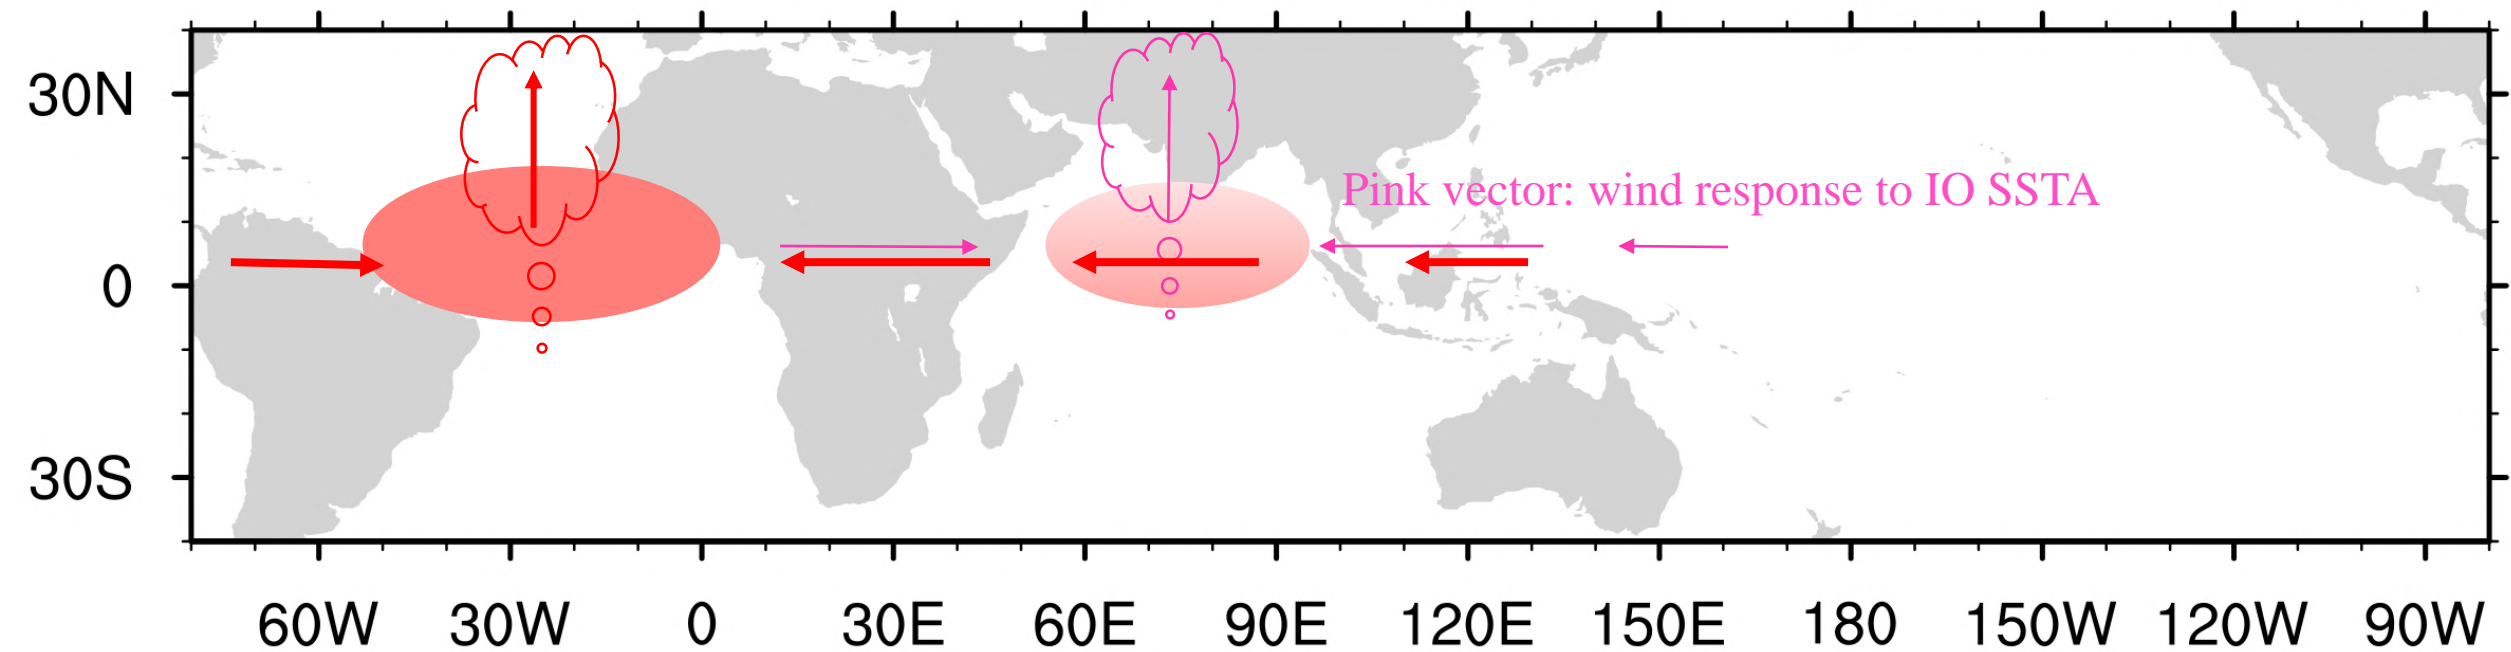 30N
Pink vector: wind response to IO SSTA
0
30S
60W 30W 0 30E 60E 90E 120E 150E 180 150W 120W 90W